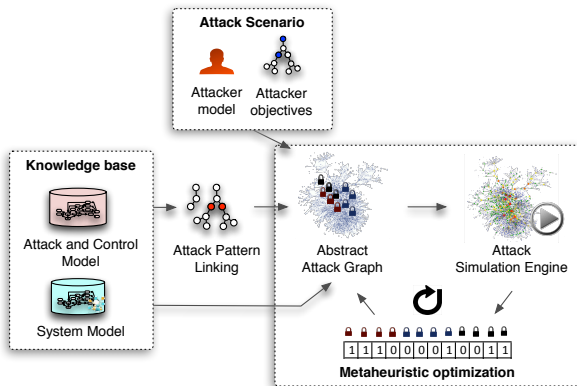 Attack Scenario
Attacker
model
Attacker
objectives
Knowledge base
Attack and Control
Model
System Model
Attack Pattern
Linking
Abstract
Attack Graph
Attack
Simulation Engine
1 1 1 0 0 0 0 1 0 1 1
Metaheuristic optimization